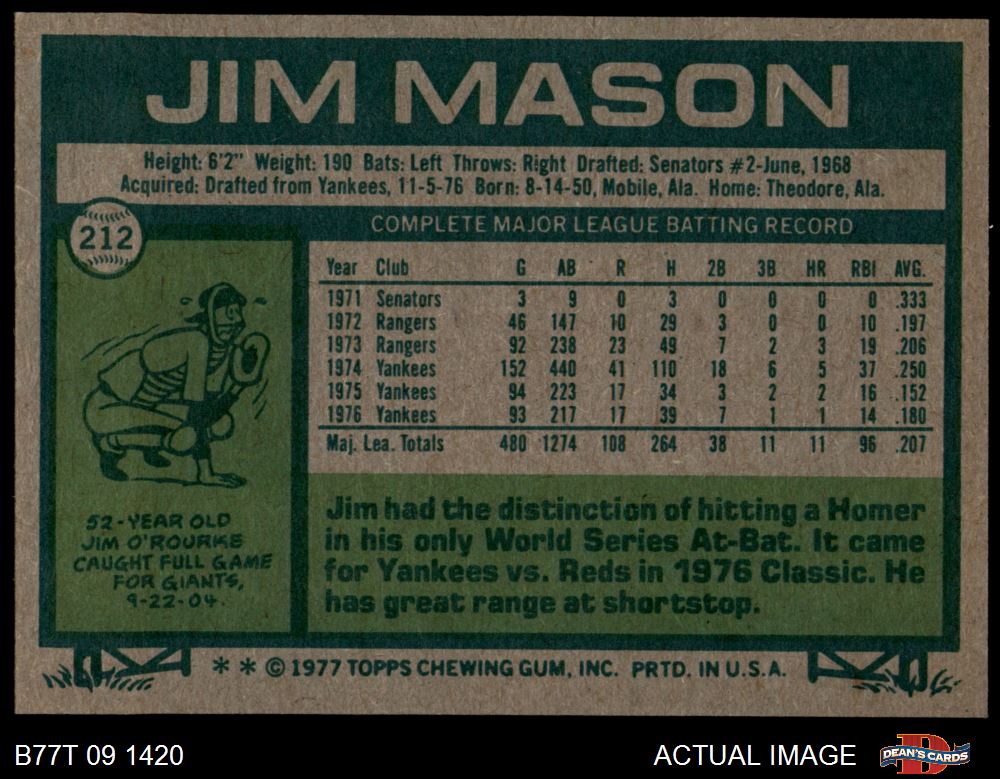 JIM MASON
Height: 6'2" Weight: 190 Bats: Left Throws: Right Drafted: Senators #2-June, 1968
Acquired: Drafted from Yankees, 11-5-76 Born: 8-14-50, Mobile, Ala. Home: Theodore, Ala.
212
COMPLETE MAJOR LEAGUE BATTING RECORD
Year Club G AB R H 2B 3B HR RBI AVG.
1971 Senators 3 9 0 3 0 0 0 0 .333
1972 Rangers 46 147 10 29 3 0 0 10 .197
1973 Rangers 92 238 23 49 7 2 3 19 .206
1974 Yankees 152 440 41 110 18 6 5 37 .250
1975 Yankees 94 223 17 34 3 2 2 16 .152
1976 Yankees 93 217 17 39 7 1 1 14 .180
Maj. Lea. Totals 480 1274 108 264 38 11 11 96 .207
52-YEAR OLD
JIM O'ROURKE
CAUGHT FULL GAME
FOR GIANTS,
9-22-04.
Jim had the distinction of hitting a Homer
in his only World Series At-Bat. It came
for Yankees vs. Reds in 1976 Classic. He
has great range at shortstop.
* * © 1977 TOPPS CHEWING GUM, INC. PRTD. IN U.S.A.
B77T 09 1420
ACTUAL IMAGE
D
DEAN'S CARDS